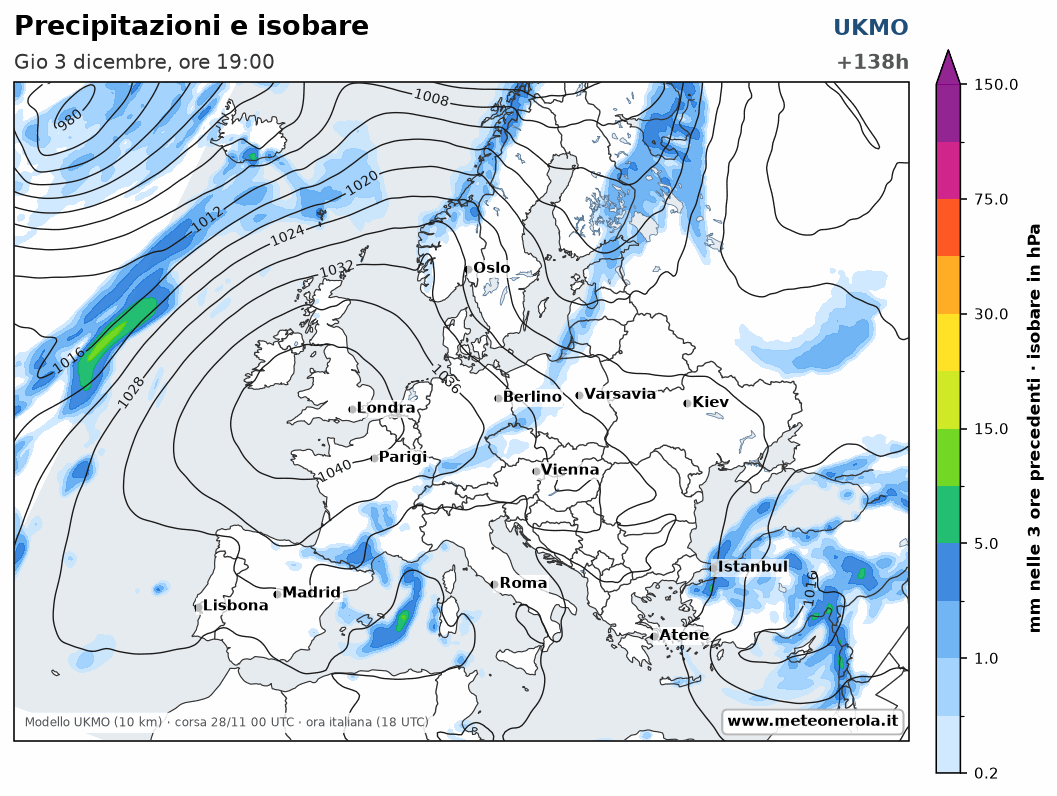 Precipitazioni e isobare
UKMO
Gio 3 dicembre, ore 19:00
+138h
980
1008
1020
1012
1024
1032
1016
1028
1036
1040
1016
Oslo
Londra
Berlino
Varsavia
Kiev
Parigi
Vienna
Istanbul
Roma
Madrid
Lisbona
Atene
Modello UKMO (10 km) · corsa 28/11 00 UTC · ora italiana (18 UTC)
www.meteonerola.it
150.0
75.0
30.0
15.0
5.0
1.0
0.2
mm nelle 3 ore precedenti · isobare in hPa